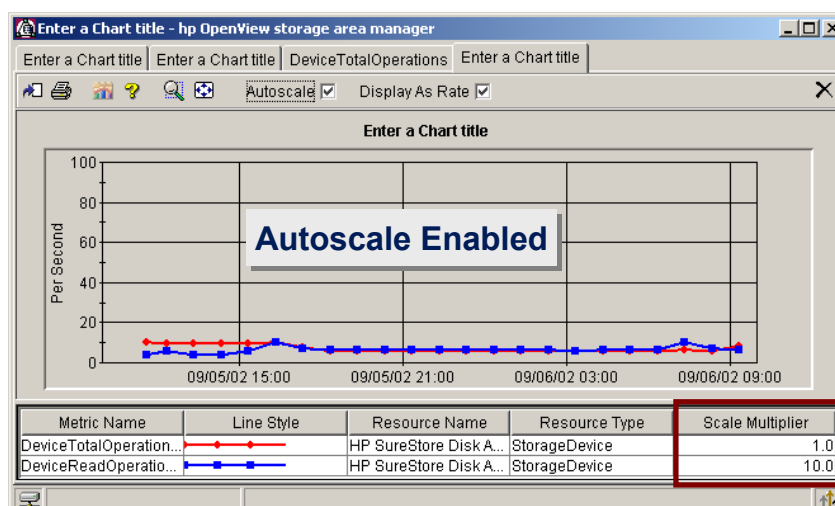 Enter a Chart title - hp OpenView storage area manager
Enter a Chart title Enter a Chart title DeviceTotalOperations Enter a Chart title
Autoscale Display As Rate
Enter a Chart title
100
80
60
40
20
0
Per Second
Autoscale Enabled
09/05/02 15:00 09/05/02 21:00 09/06/02 03:00 09/06/02 09:00
Metric Name Line Style Resource Name Resource Type Scale Multiplier
DeviceTotalOperation... HP SureStore Disk A... StorageDevice 1.0
DeviceReadOperatio... HP SureStore Disk A... StorageDevice 10.0